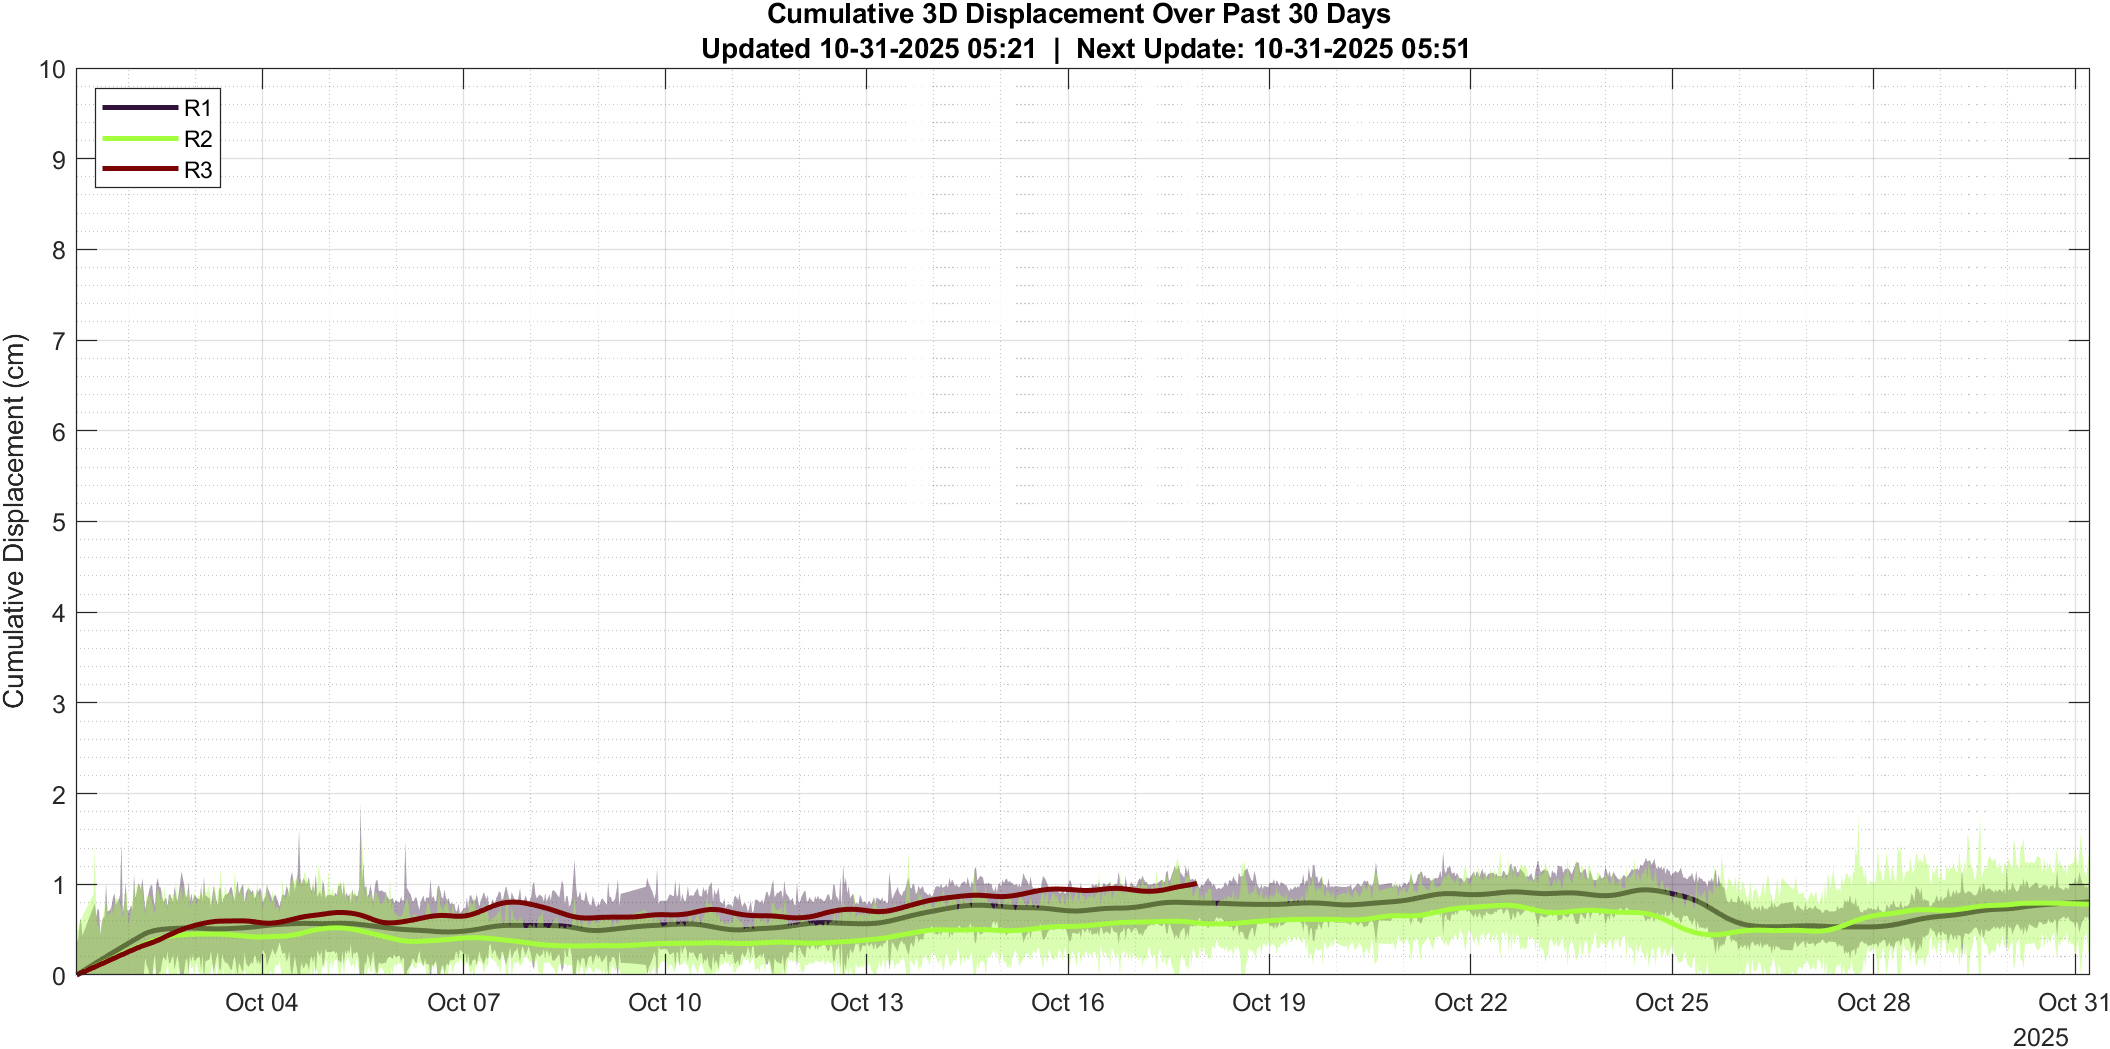 Cumulative 3D Displacement Over Past 30 Days
Updated 10-31-2025 05:21 | Next Update: 10-31-2025 05:51
R1
R2
R3
Cumulative Displacement (cm)
10
9
8
7
6
5
4
3
2
1
0
Oct 04 Oct 07 Oct 10 Oct 13 Oct 16 Oct 19 Oct 22 Oct 25 Oct 28 Oct 31
2025